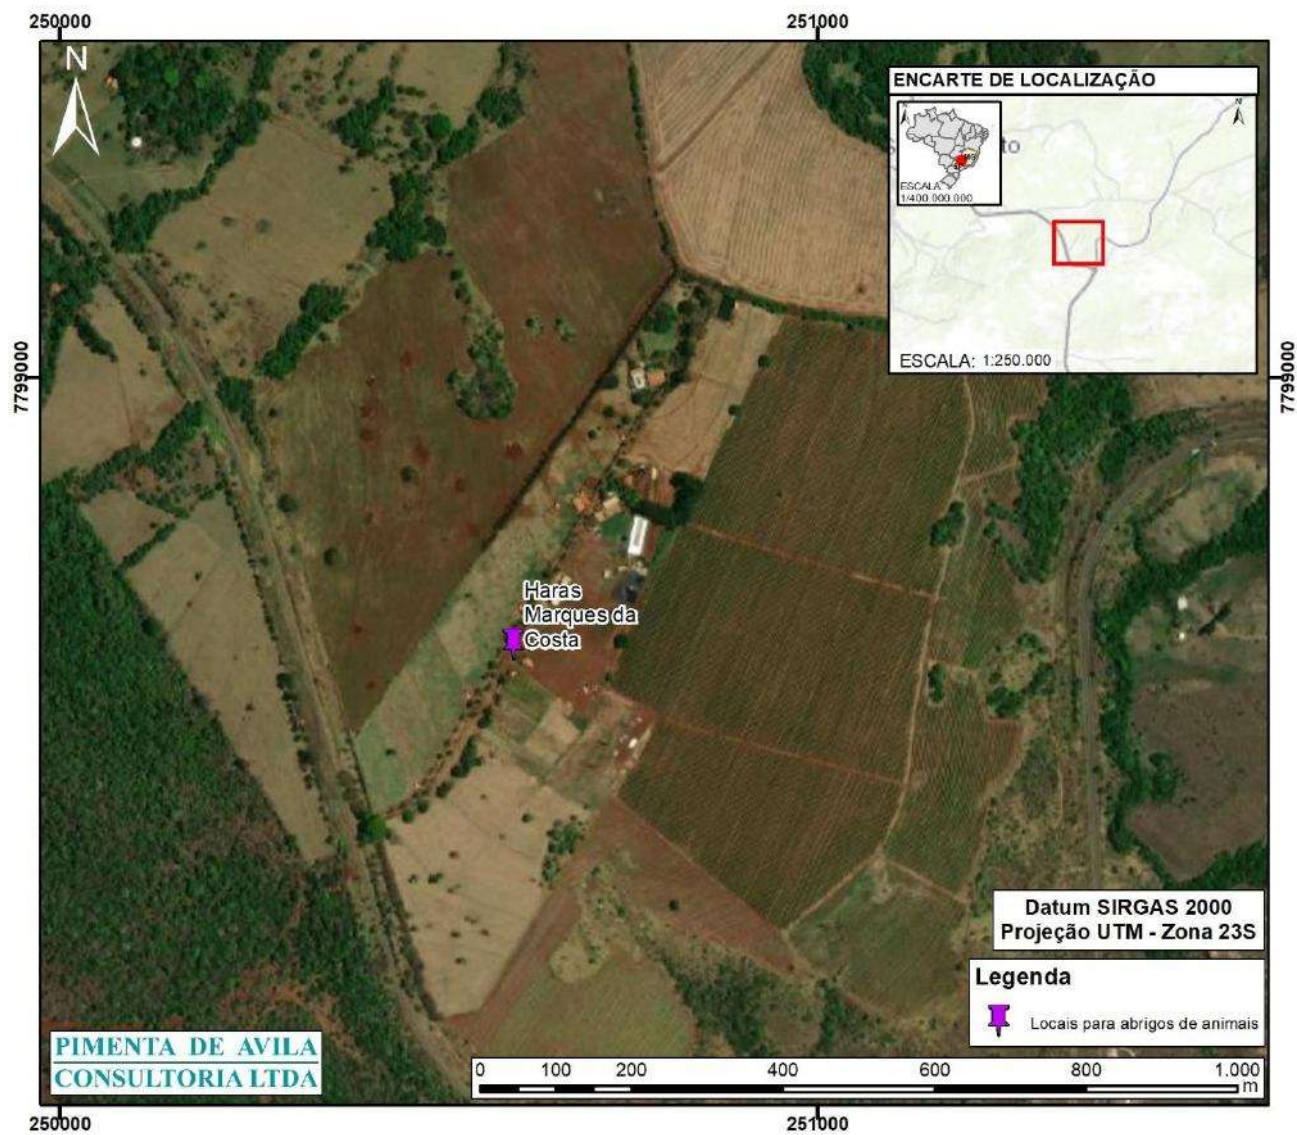 250000
251000
N
ENCARTE DE LOCALIZAÇÃO
N
N
to
MG
ESCALA:
1/400.000.000
ESCALA: 1:250.000
7799000
7799000
Haras
Marques da
Costa
Datum SIRGAS 2000
Projeção UTM - Zona 23S
Legenda
Locais para abrigos de animais
PIMENTA DE AVILA
CONSULTORIA LTDA
0 100 200 400 600 800 1.000
m
250000
251000